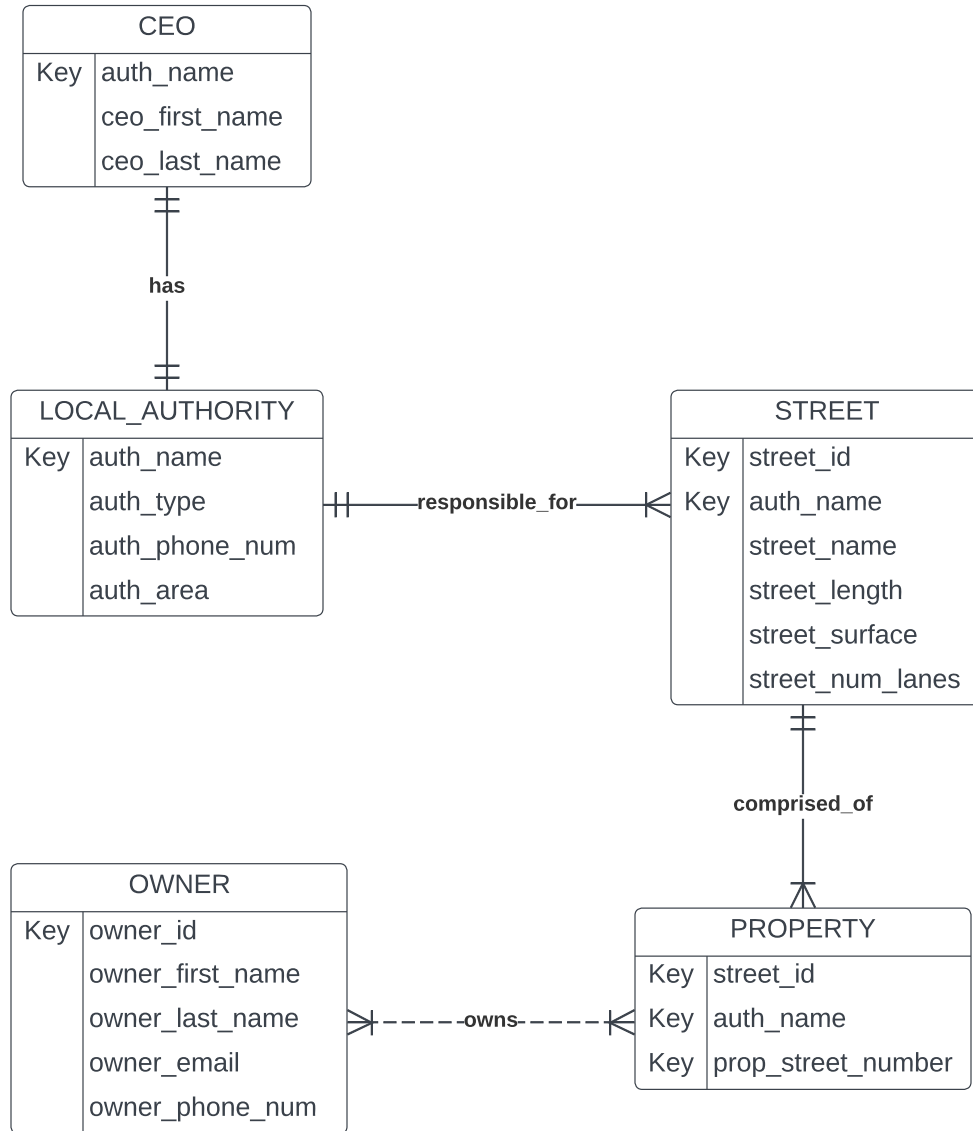 CEO
Key auth_name
ceo_first_name
ceo_last_name
has
LOCAL_AUTHORITY
Key auth_name
auth_type
auth_phone_num
auth_area
responsible_for
STREET
Key street_id
Key auth_name
street_name
street_length
street_surface
street_num_lanes
comprised_of
OWNER
Key owner_id
owner_first_name
owner_last_name
owner_email
owner_phone_num
owns
PROPERTY
Key street_id
Key auth_name
Key prop_street_number